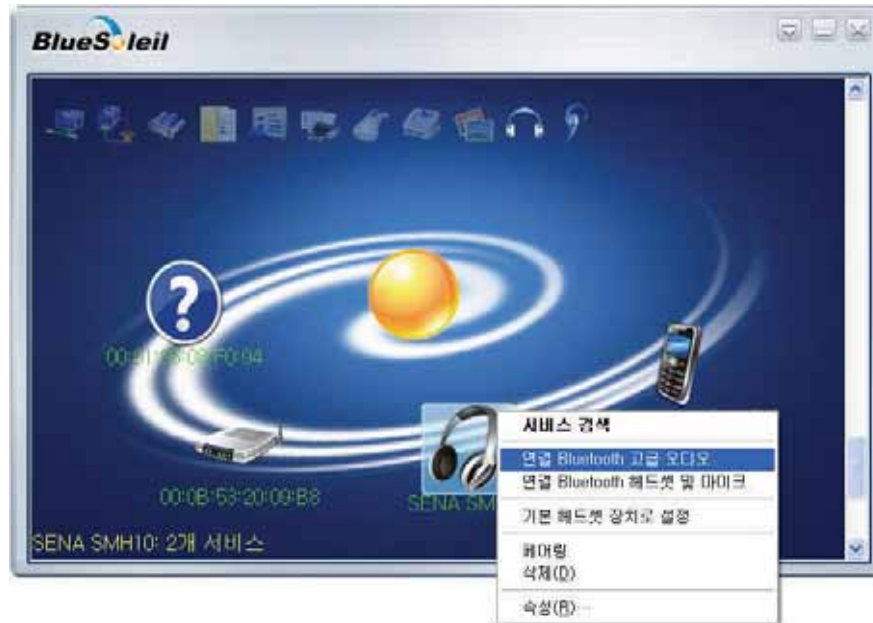 BlueSoleil
00:0B:53:20:09:B8
SENA SM
SENA SMH10: 2개 서비스
서비스 검색
연결 Bluetooth 고급 오디오
연결 Bluetooth 헤드셋 및 마이크
기본 헤드셋 장치로 설정
페어링
삭제(D)
속성(R)...